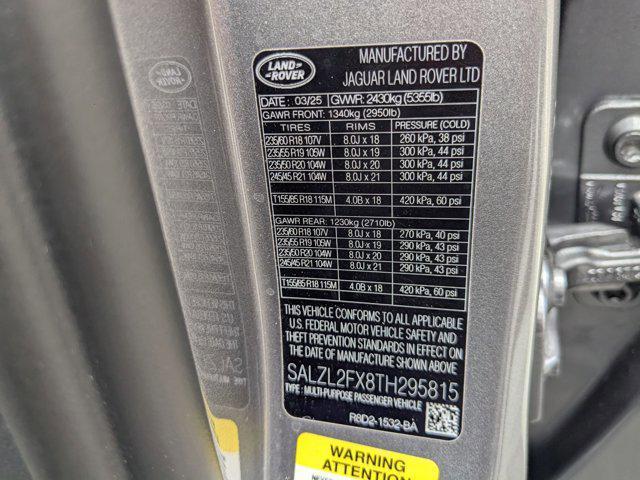 LAND
ROVER
MANUFACTURED BY
JAGUAR LAND ROVER LTD
DATE : 03/25 GVWR: 2430kg (5355lb)
GAWR FRONT: 1340kg (2950lb)
TIRES RIMS PRESSURE (COLD)
235/60 R18 107V 8.0J x 18 260 kPa, 38 psi
235/55 R19 105W 8.0J x 19 300 kPa, 44 psi
235/50 R20 104W 8.0J x 20 300 kPa, 44 psi
245/45 R21 104W 8.0J x 21 300 kPa, 44 psi
T155/85 R18 115M 4.0B x 18 420 kPa, 60 psi
GAWR REAR: 1230kg (2710lb)
235/60 R18 107V 8.0J x 18 270 kPa, 40 psi
235/55 R19 105W 8.0J x 19 290 kPa, 43 psi
235/50 R20 104W 8.0J x 20 290 kPa, 43 psi
245/45 R21 104W 8.0J x 21 290 kPa, 43 psi
T155/85 R18 115M 4.0B x 18 420 kPa, 60 psi
THIS VEHICLE CONFORMS TO ALL APPLICABLE
U.S. FEDERAL MOTOR VEHICLE SAFETY AND
THEFT PREVENTION STANDARDS IN EFFECT
ON THE DATE OF MANUFACTURE SHOWN ABOVE.
SALZL2FX8TH295815
TYPE : MULTI-PURPOSE PASSENGER VEHICLE
R8D2-1532-BA
WARNING
ATTENTION